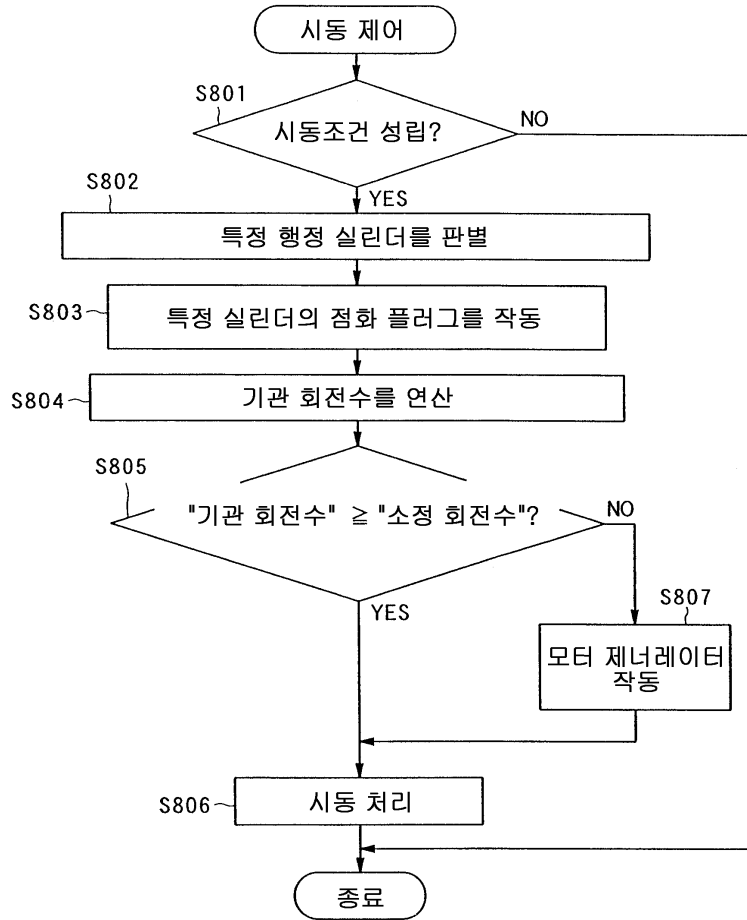 시동 제어
S801
시동조건 성립?
NO
YES
S802
특정 행정 실린더를 판별
S803
특정 실린더의 점화 플러그를 작동
S804
기관 회전수를 연산
S805
"기관 회전수" ≧ "소정 회전수"?
NO
YES
S807
모터 제너레이터
작동
S806
시동 처리
종료